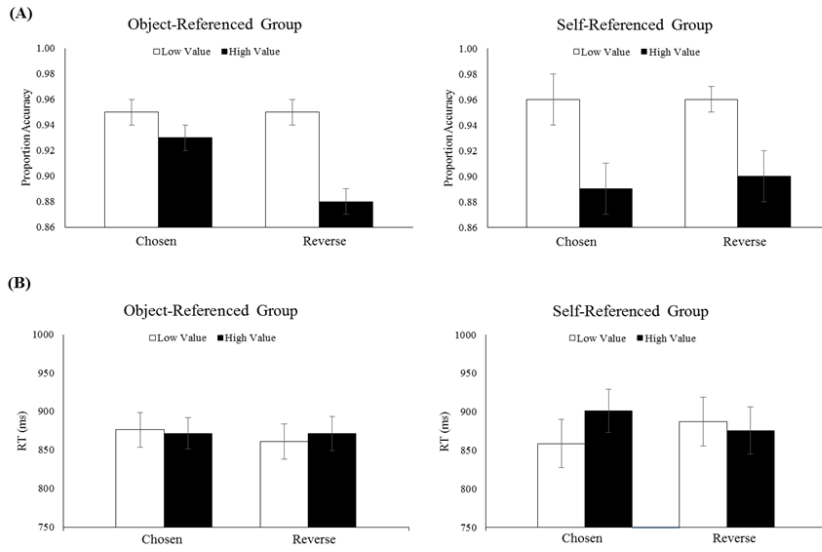 (A)
Object-Referenced Group
Low Value High Value
Proportion Accuracy
1.00
0.98
0.96
0.94
0.92
0.90
0.88
0.86
Chosen Reverse
Self-Referenced Group
Low Value High Value
Proportion Accuracy
1.00
0.98
0.96
0.94
0.92
0.90
0.88
0.86
Chosen Reverse
(B)
Object-Referenced Group
Low Value High Value
RT (ms)
1000
950
900
850
800
750
Chosen Reverse
Self-Referenced Group
Low Value High Value
RT (ms)
1000
950
900
850
800
750
Chosen Reverse